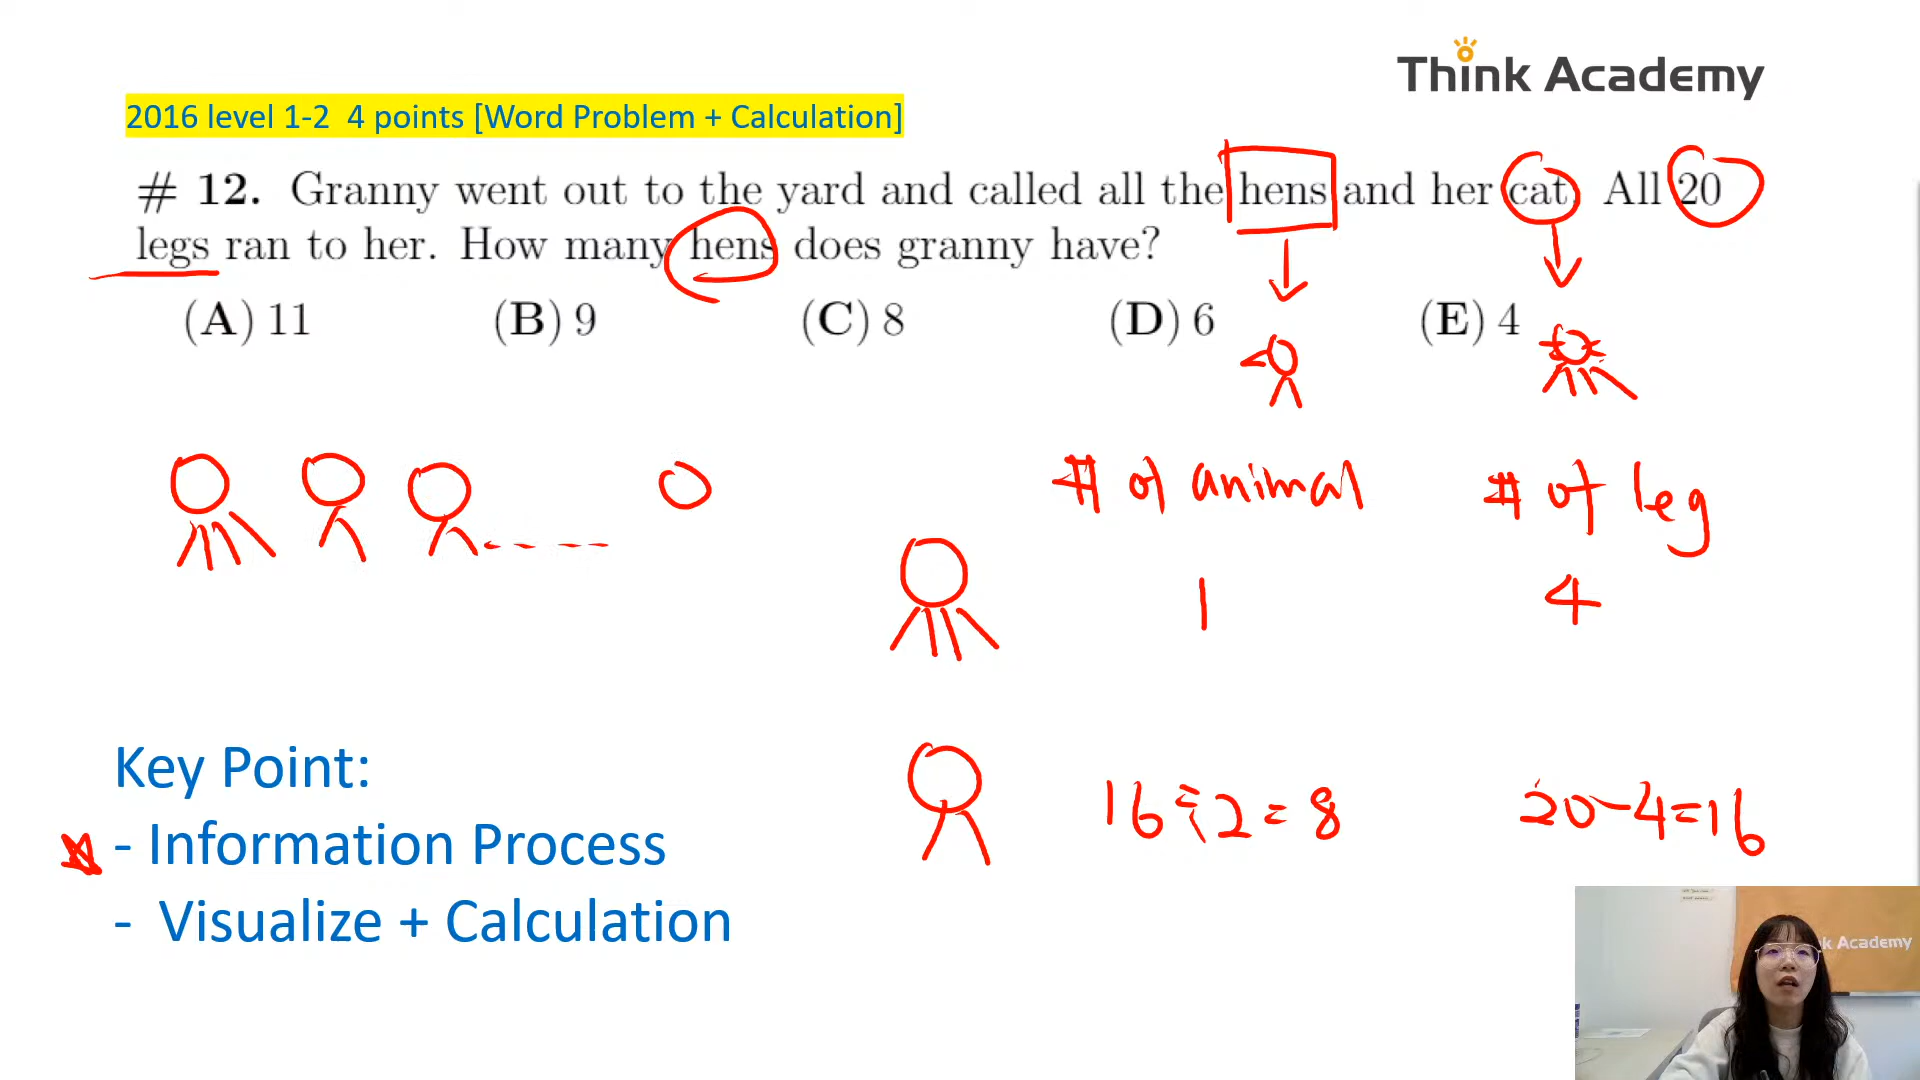 Think Academy
2016 level 1-2 4 points [Word Problem + Calculation]
# 12. Granny went out to the yard and called all the hens and her cat. All 20
legs ran to her. How many hens does granny have?
(A) 11 (B) 9 (C) 8 (D) 6 (E) 4
# of animal # of leg
1 4
Key Point:
- Information Process
- Visualize + Calculation
16 ÷ 2 = 8 20-4=16
k Academy